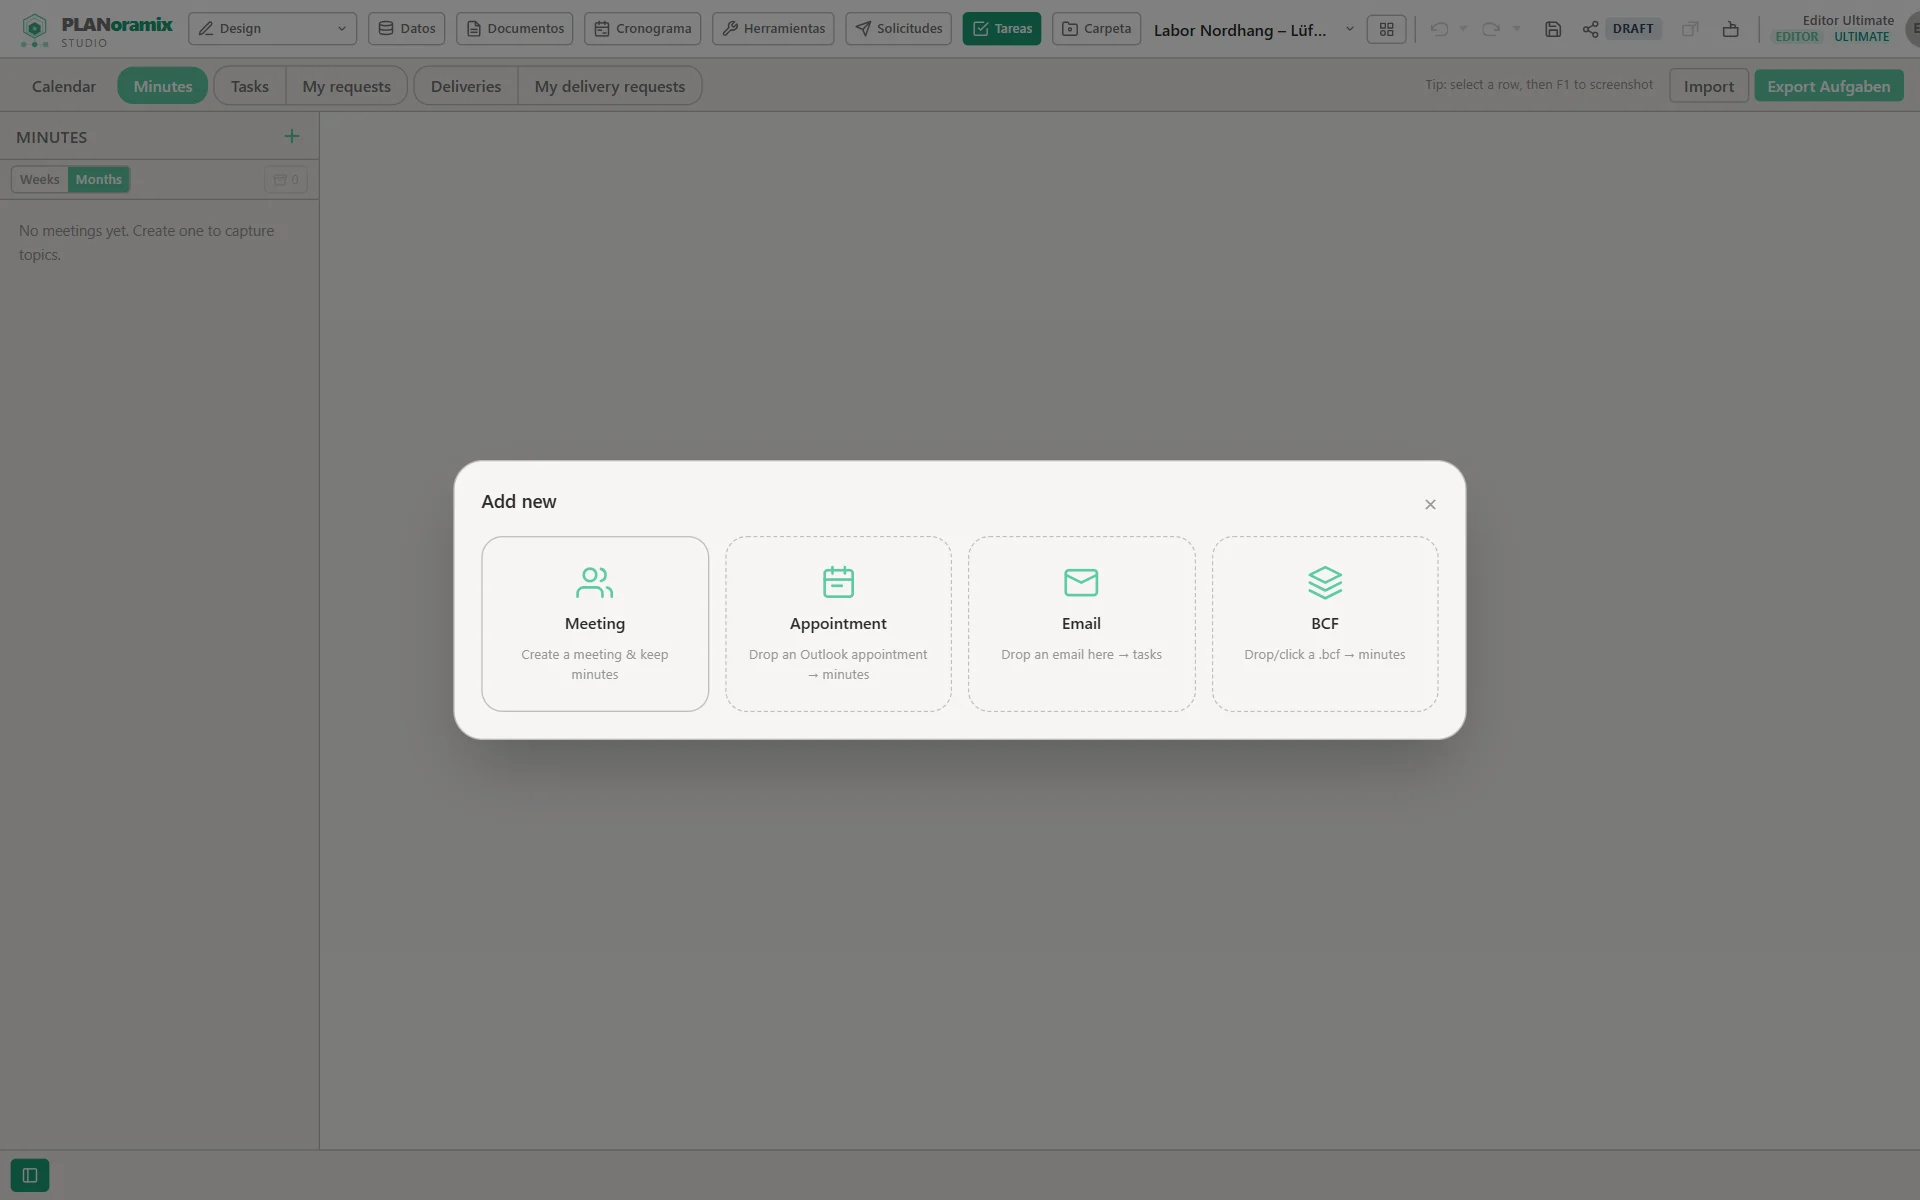 PLANoramix
STUDIO
Design
Datos
Documentos
Cronograma
Herramientas
Solicitudes
Tareas
Carpeta
Labor Nordhang – Lüf...
DRAFT
Editor Ultimate
EDITOR ULTIMATE
Calendar
Minutes
Tasks
My requests
Deliveries
My delivery requests
Tip: select a row, then F1 to screenshot
Import
Export Aufgaben
MINUTES
Weeks
Months
0
No meetings yet. Create one to capture
topics.
Add new
Meeting
Create a meeting & keep
minutes
Appointment
Drop an Outlook appointment
→ minutes
Email
Drop an email here → tasks
BCF
Drop/click a .bcf → minutes